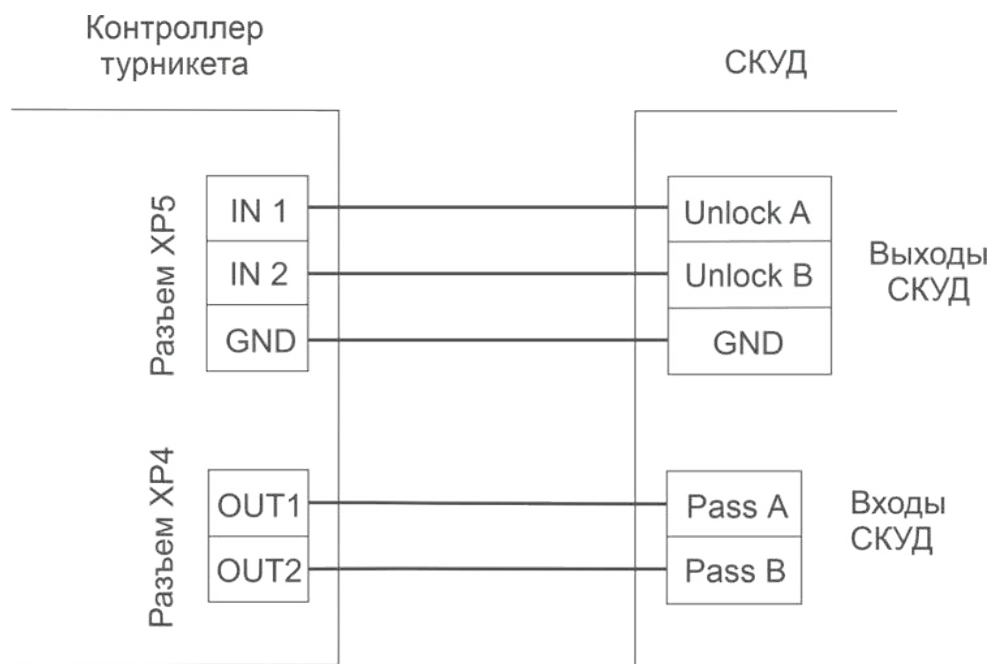 Контроллер
турникета
СКУД
Разъем XP5
IN 1
IN 2
GND
Unlock A
Unlock B
GND
Выходы
СКУД
Разъем XP4
OUT1
OUT2
Pass A
Pass B
Входы
СКУД